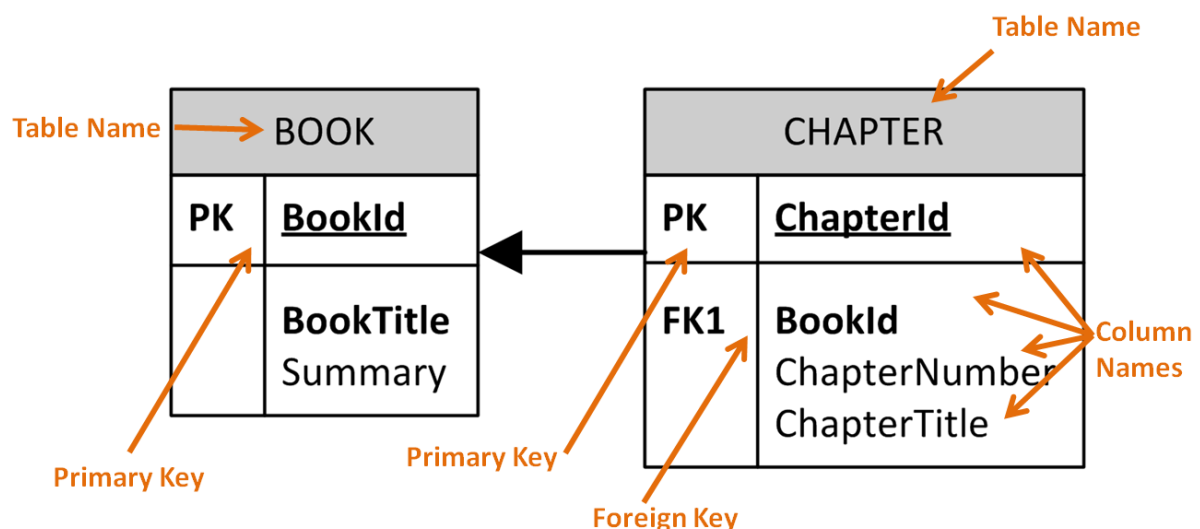 Table Name
Table Name
BOOK
CHAPTER
PK
BookId
PK
ChapterId
BookTitle
Summary
FK1
BookId
ChapterNumber
ChapterTitle
Column
Names
Primary Key
Primary Key
Foreign Key